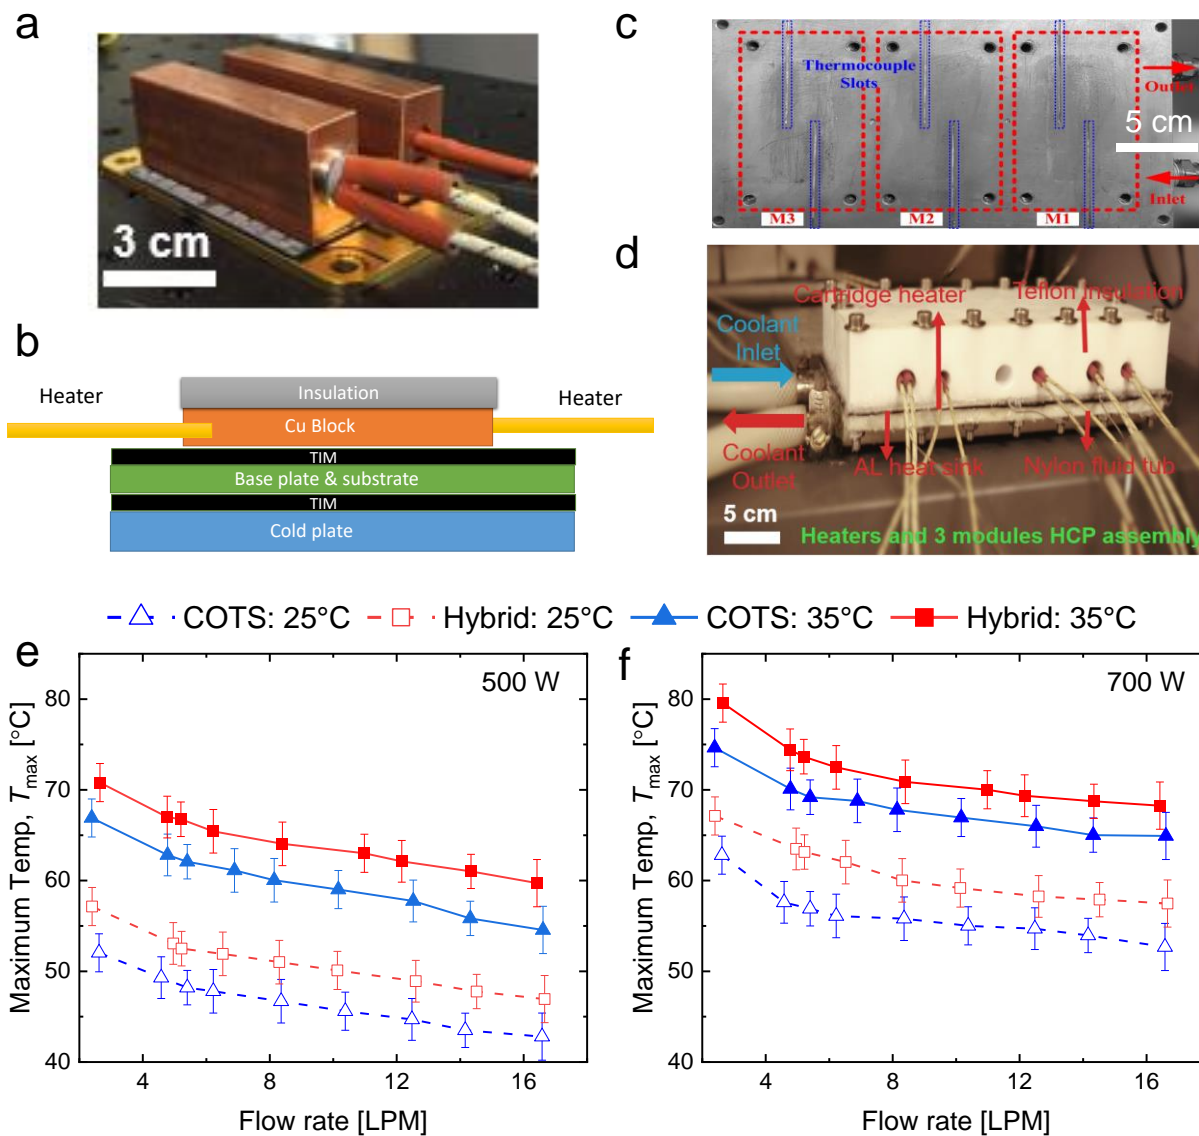 a
3 cm
b
Heater
Insulation
Heater
Cu Block
TIM
Base plate & substrate
TIM
Cold plate
c
Thermocouple
Slots
Outlet
5 cm
Inlet
M3
M2
M1
d
Cartridge heater
Teflon insulation
Coolant
Inlet
Coolant
Outlet
AL heat sink
Nylon fluid tub
5 cm
Heaters and 3 modules HCP assembly
COTS: 25°C
Hybrid: 25°C
COTS: 35°C
Hybrid: 35°C
e
500 W
Maximum Temp, Tmax [°C]
80
70
60
50
40
4
8
12
16
Flow rate [LPM]
f
700 W
Maximum Temp, Tmax [°C]
80
70
60
50
40
4
8
12
16
Flow rate [LPM]